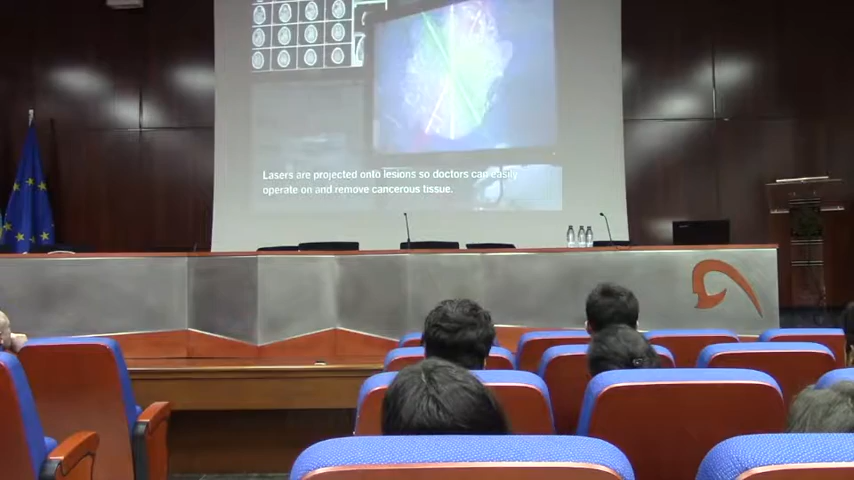 Lasers are projected onto lesions so doctors can easily
operate on and remove cancerous tissue.